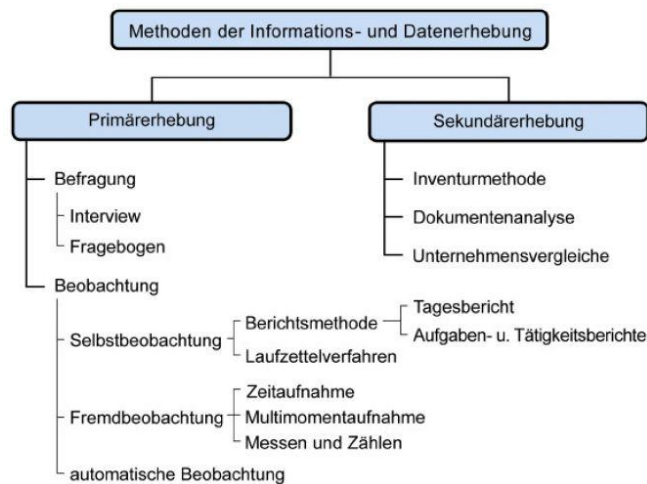 Methoden der Informations- und Datenerhebung
Primärerhebung
Befragung
Interview
Fragebogen
Beobachtung
Selbstbeobachtung
Berichtsmethode
Tagesbericht
Aufgaben- u. Tätigkeitsberichte
Laufzettelverfahren
Fremdbeobachtung
Zeitaufnahme
Multimomentaufnahme
Messen und Zählen
automatische Beobachtung
Sekundärerhebung
Inventurmethode
Dokumentenanalyse
Unternehmensvergleiche